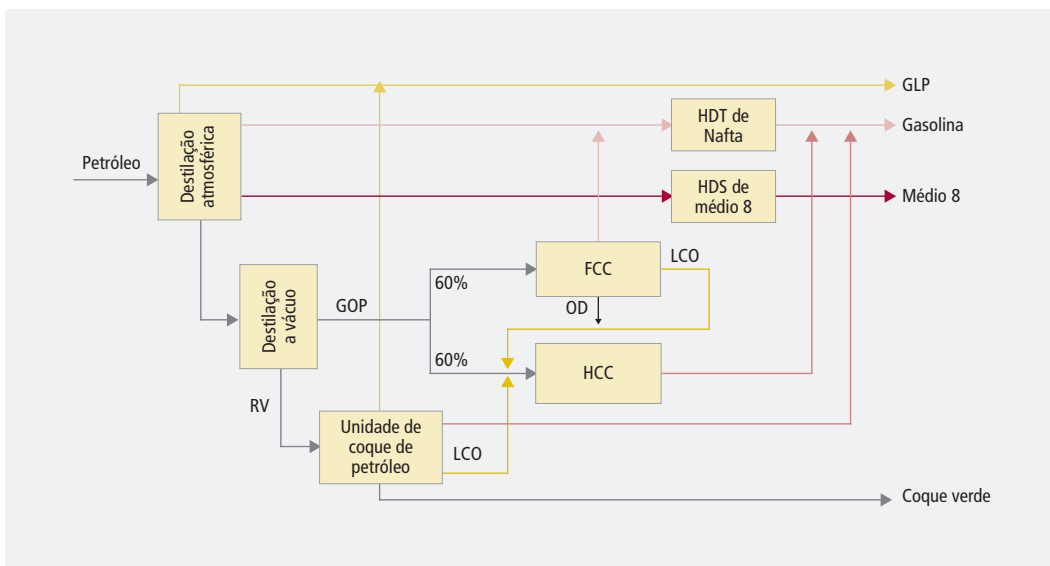 GLP
HDT de
Nafta
Gasolina
Petróleo
Destilação
atmosférica
HDS de
médio 8
Médio 8
FCC
LCO
60%
OD
GOP
Destilação
a vácuo
60%
HCC
RV
Unidade de
coque de
petróleo
LCO
Coque verde